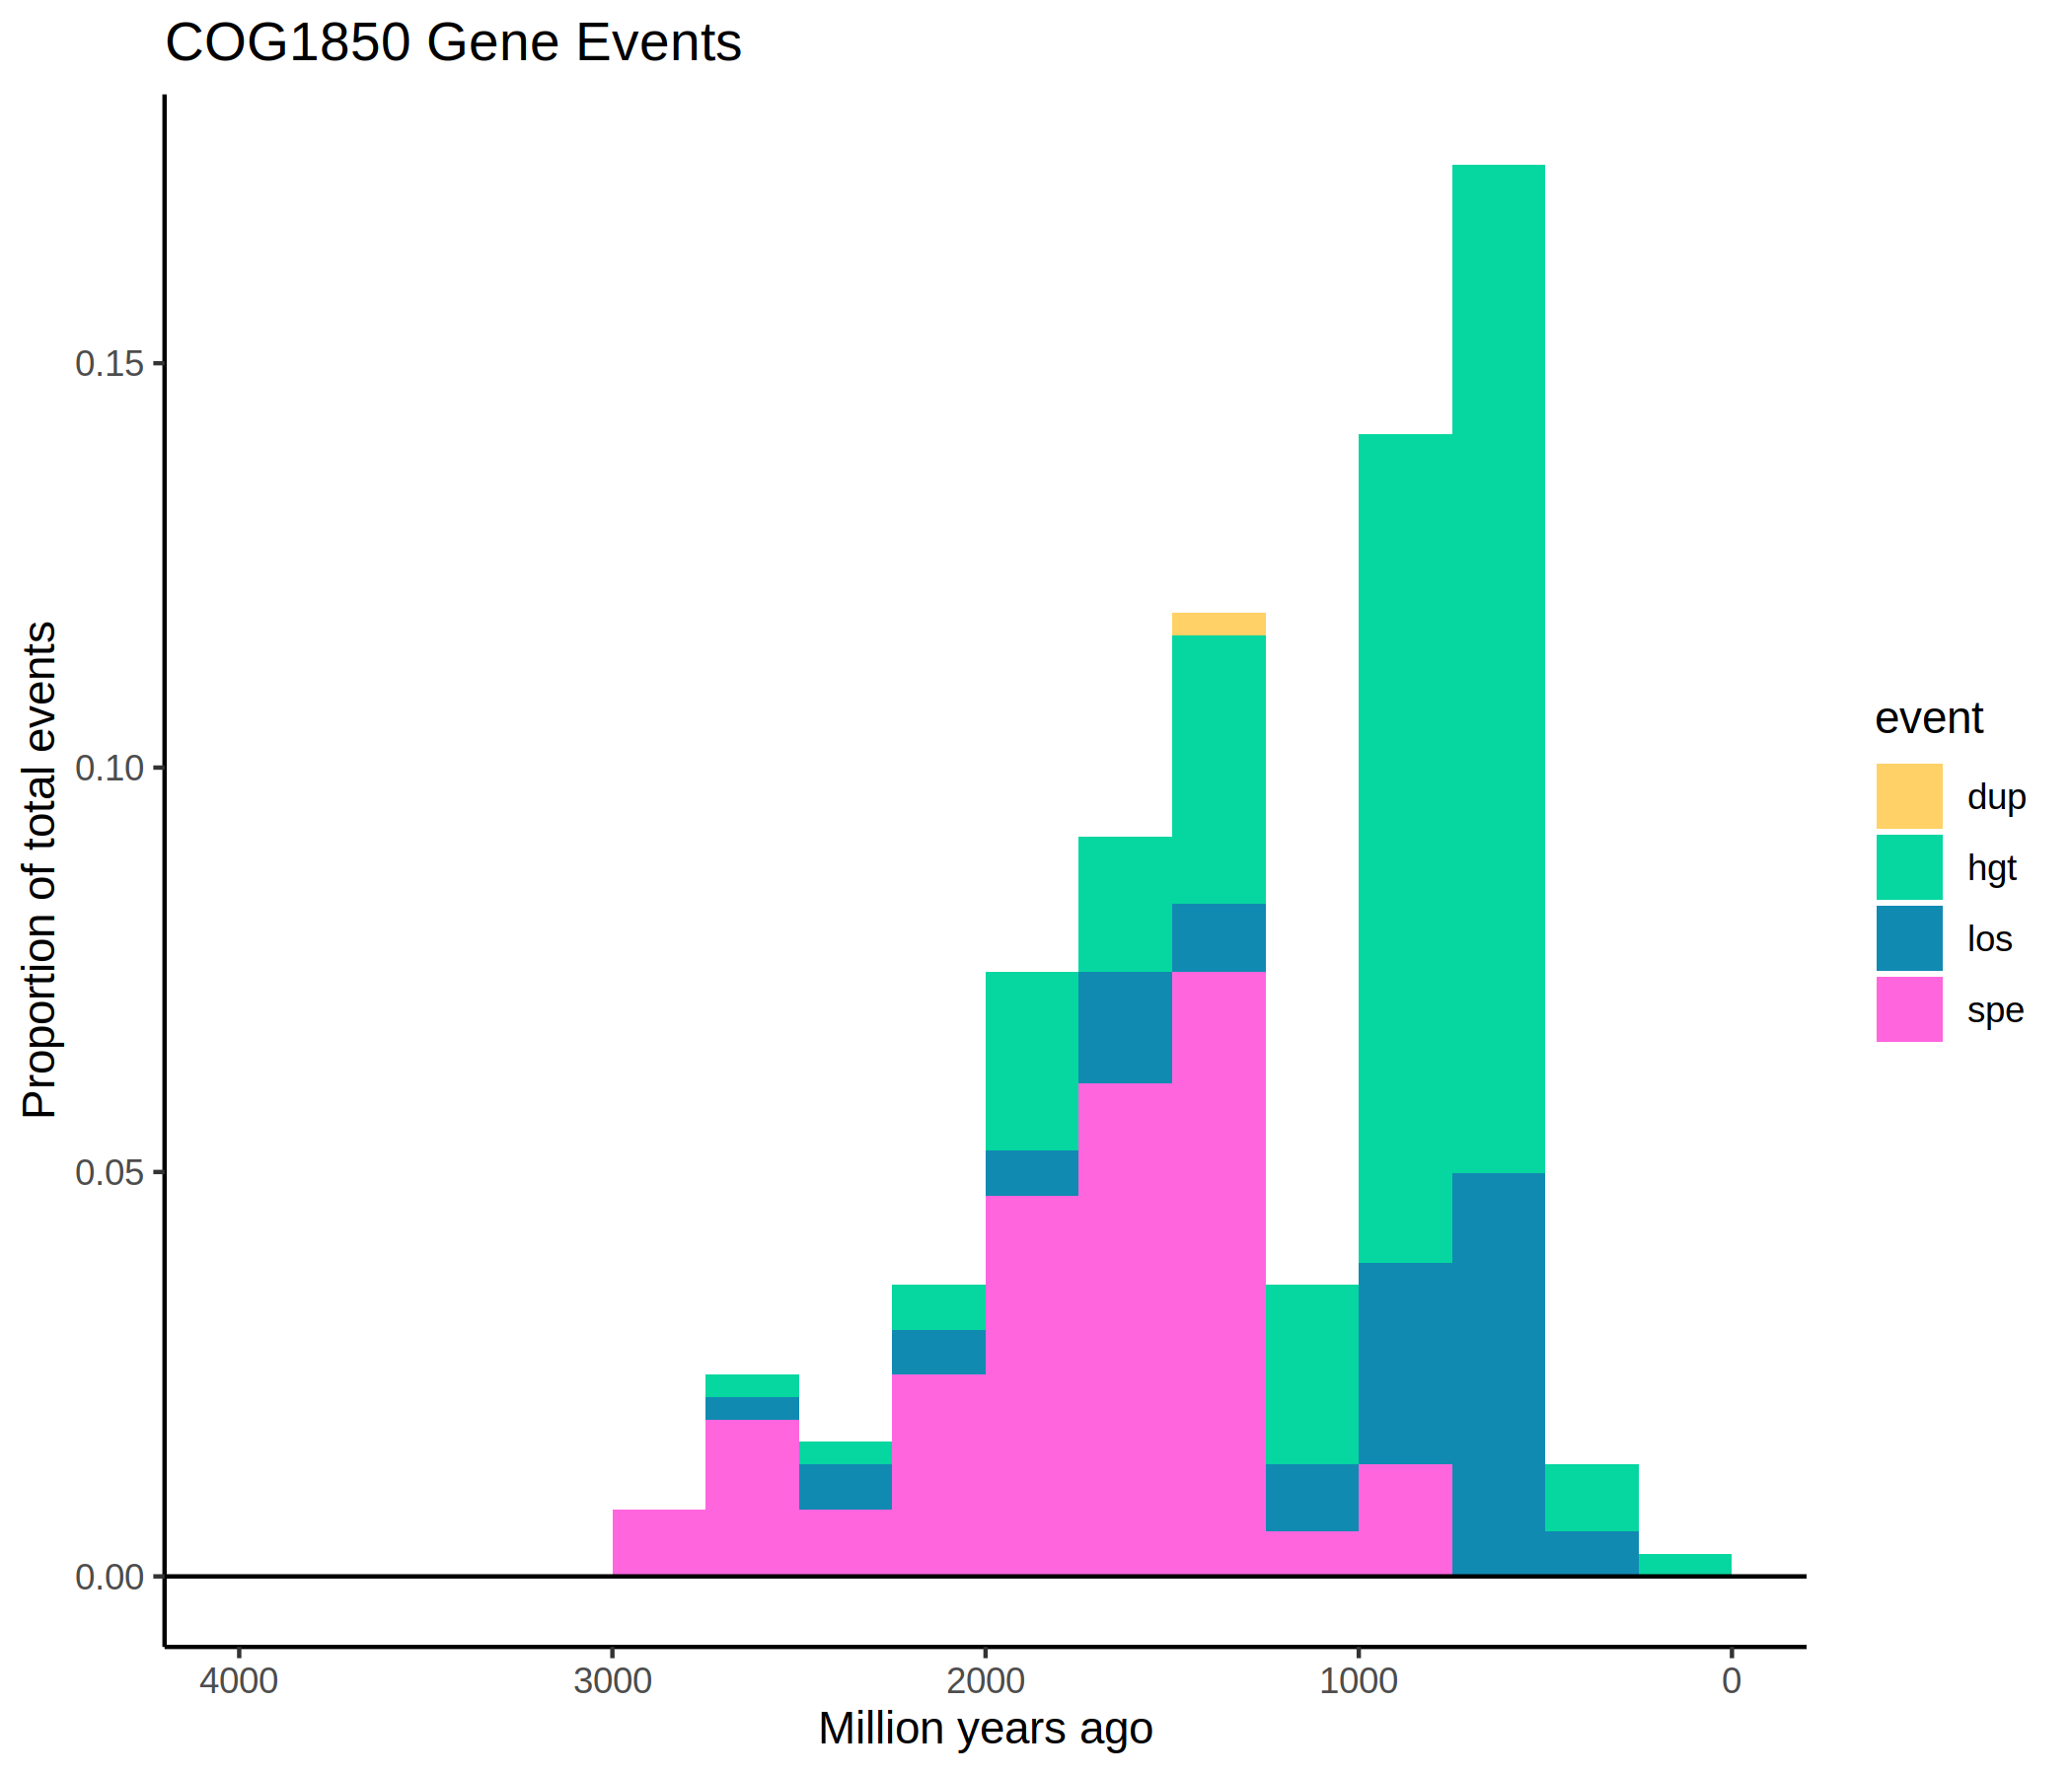 COG1850 Gene Events
Proportion of total events
0.15
0.10
0.05
0.00
4000 3000 2000 1000 0
Million years ago
event
dup
hgt
los
spe